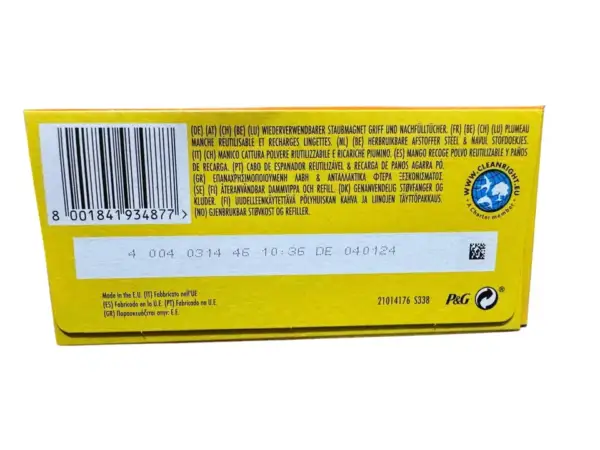 [DE] [AT] [CH] [BE] [LU] WIEDERVERWENDBARER STAUBMAGNET GRIFF UND NACHFÜLLTÜCHER. [FR] [BE] [CH] [LU] PLUMEAU
MANCHE REUTILISABLE ET RECHARGES LINGETTES. [NL] [BE] HERBRUIKBARE AFSTOFFER STEEL & NAVUL STOFDOEKJES.
[IT] [CH] MANICO CATTURA POLVERE RIUTILIZZABILE E RICARICHE PIUMINO. [ES] MANGO RECOGE POLVO REUTILIZABLE Y PAÑOS
DE RECARGA. [PT] CABO DE ESPANADOR REUTILIZÁVEL & RECARGA DE PANOS AGARRA PÓ.
[GR] ΕΠΑΝΑΧΡΗΣΙΜΟΠΟΙΟΥΜΕΝΗ ΛΑΒΗ & ΑΝΤΑΛΛΑΚΤΙΚΑ ΦΤΕΡΑ ΞΕΣΚΟΝΙΣΜΑΤΟΣ.
[SE] [FI] ÅTERANVÄNDBAR DAMMVIPPA OCH REFILL. [DK] GENANVENDELIG STØVFANGER OG
KLUDER. [FI] UUDELLEENKÄYTETTÄVÄ PÖLYHUISKAN KAHVA JA LIINOJEN TÄYTTÖPAKKAUS.
[NO] GJENBRUKBAR STØVKOST OG REFILLER.
WWW.CLEANRIGHT.EU
A Charter member
8 001841 934877 >
4 004 0314 46 10:36 DE 040124
Made in the E.U. [IT] Fabbricato nell'UE
[ES] Fabricado en la U.E. [PT] Fabricado na U.E.
[GR] Παρασκευάζεται στην: Ε.Ε.
21014176 S338
P&G